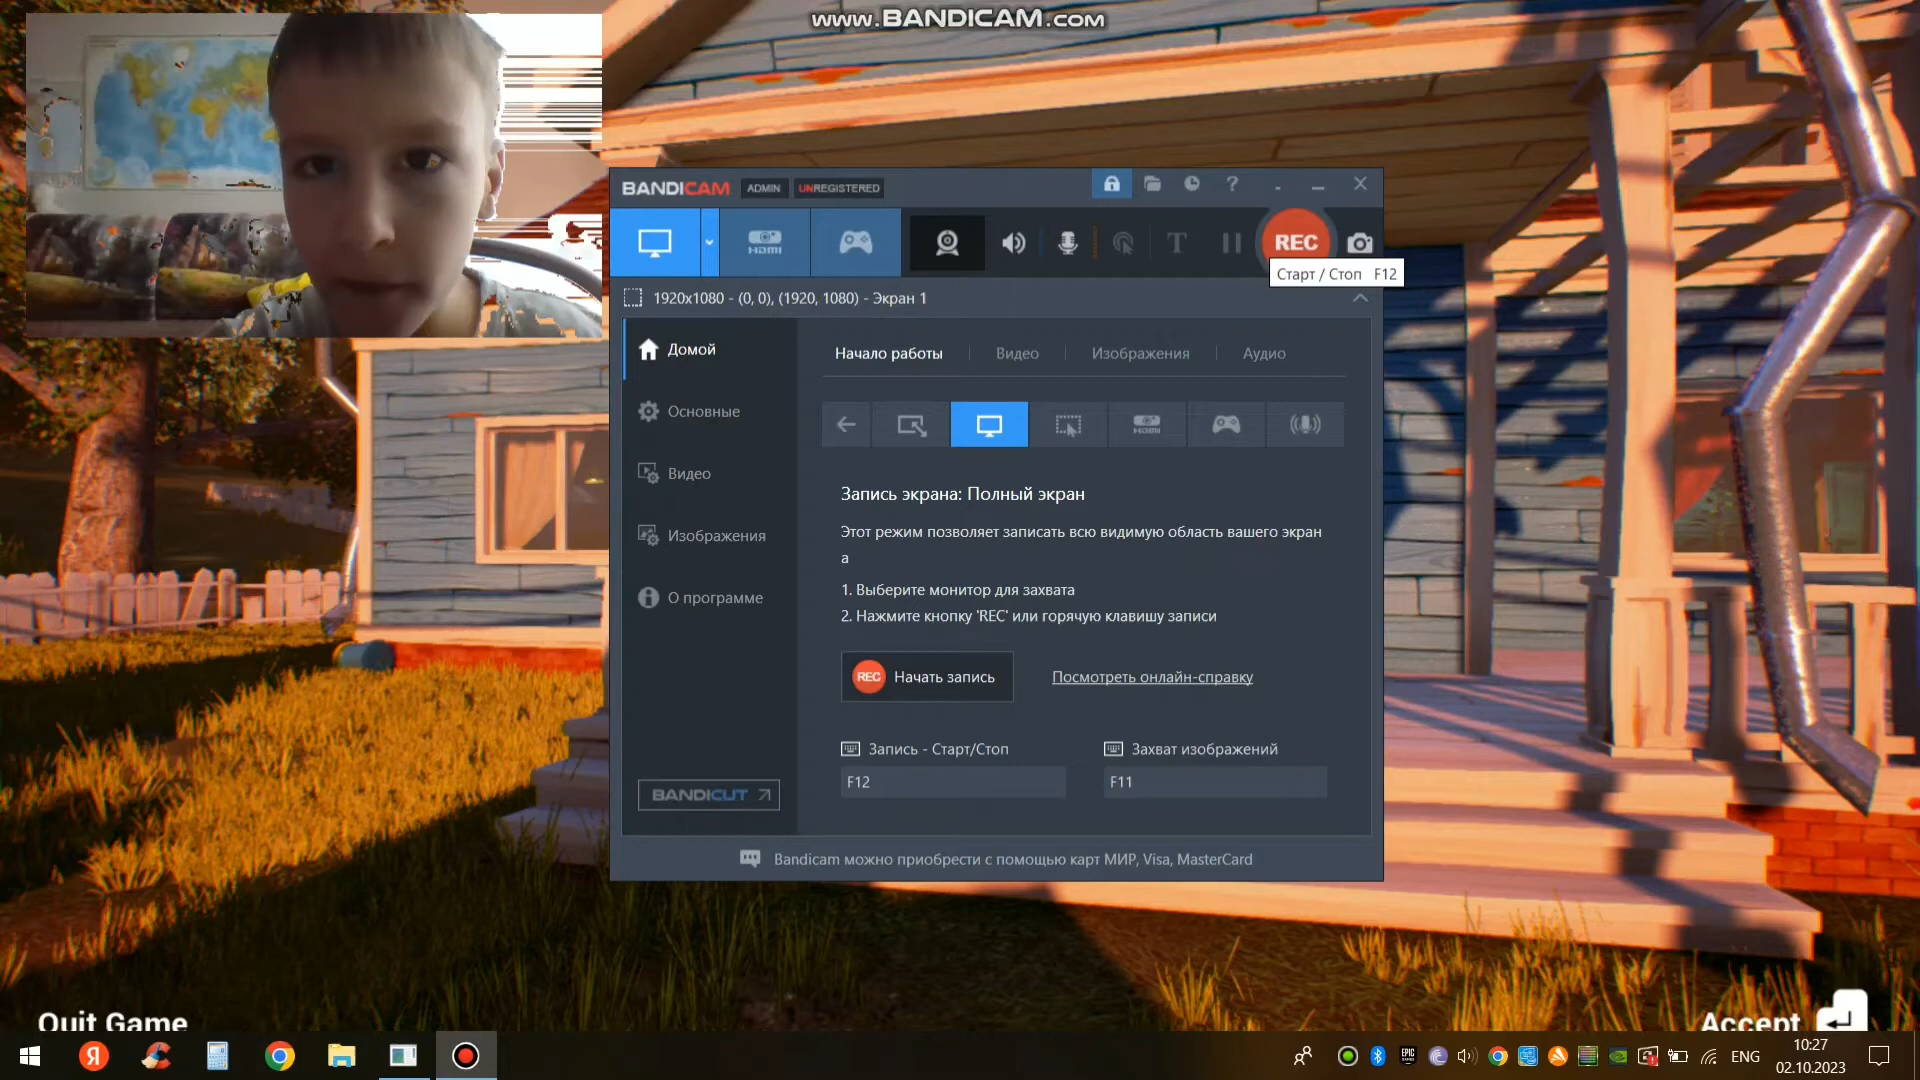 www.BANDICAM.com
BANDICAM ADMIN UNREGISTERED
HDMI
T
REC
Старт / Стоп F12
1920x1080 - (0, 0), (1920, 1080) - Экран 1
Домой
Основные
Видео
Изображения
О программе
BANDICUT
Начало работы
Видео
Изображения
Аудио
HDMI
Запись экрана: Полный экран
Этот режим позволяет записать всю видимую область вашего экран
а
1. Выберите монитор для захвата
2. Нажмите кнопку 'REC' или горячую клавишу записи
REC Начать запись
Посмотреть онлайн-справку
Запись - Старт/Стоп
Захват изображений
F12
F11
Bandicam можно приобрести с помощью карт МИР, Visa, MasterCard
Quit Game
Accept
Я
EPIC
GAMES
ENG
10:27
02.10.2023